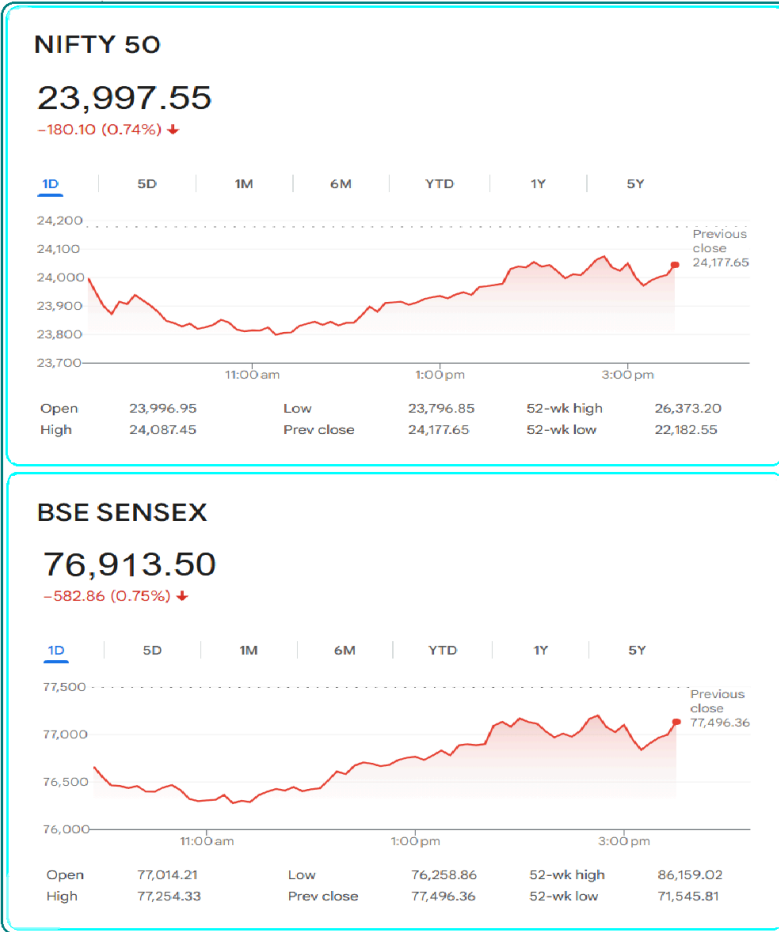 NIFTY 50
23,997.55
-180.10 (0.74%) ↓
1D 5D 1M 6M YTD 1Y 5Y
24,200
Previous
close
24,177.65
24,100
24,000
23,900
23,800
23,700
11:00 am 1:00 pm 3:00 pm
Open 23,996.95 Low 23,796.85 52-wk high 26,373.20
High 24,087.45 Prev close 24,177.65 52-wk low 22,182.55
BSE SENSEX
76,913.50
-582.86 (0.75%) ↓
1D 5D 1M 6M YTD 1Y 5Y
77,500
Previous
close
77,496.36
77,000
76,500
76,000
11:00 am 1:00 pm 3:00 pm
Open 77,014.21 Low 76,258.86 52-wk high 86,159.02
High 77,254.33 Prev close 77,496.36 52-wk low 71,545.81